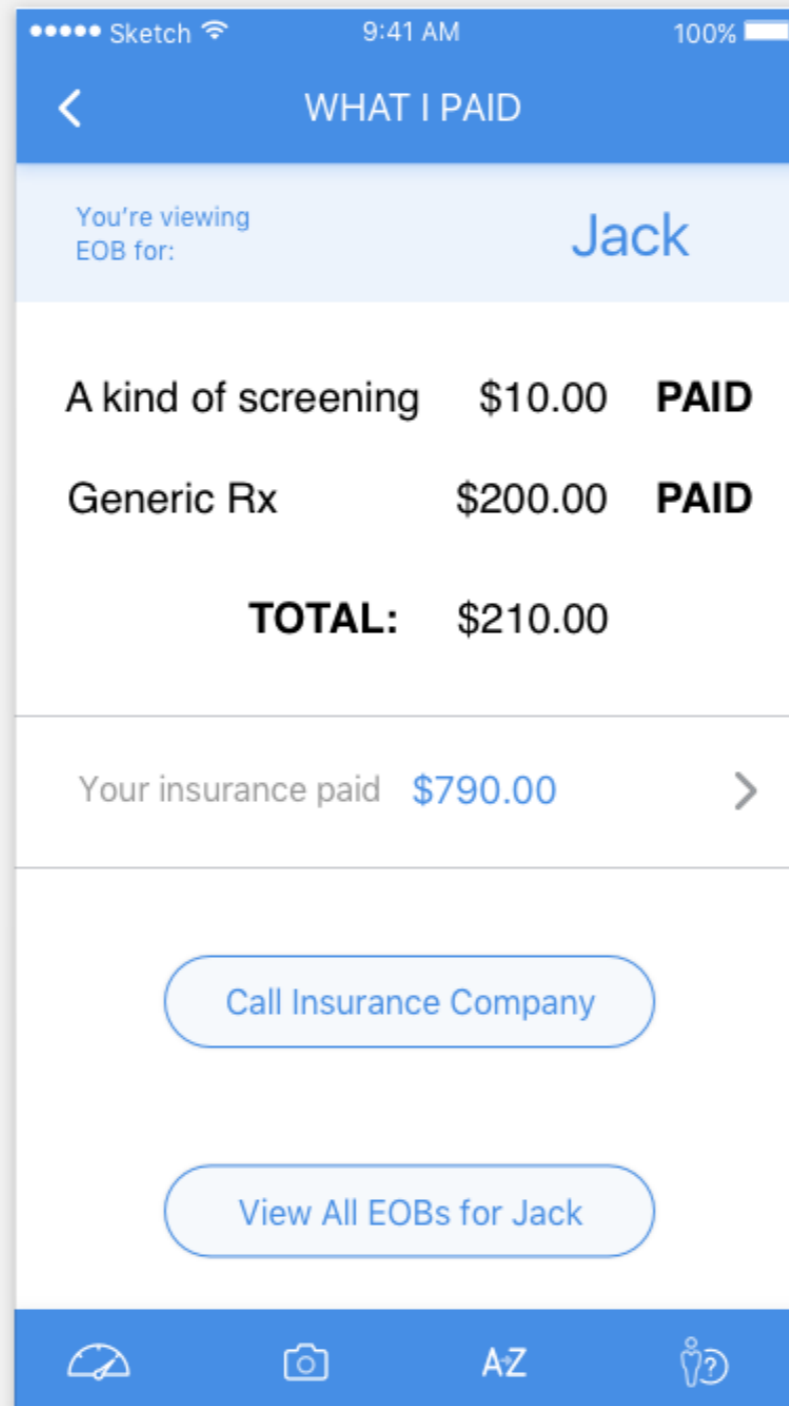 Sketch 9:41 AM 100%
WHAT I PAID
You're viewing
EOB for:
Jack
A kind of screening $10.00 PAID
Generic Rx $200.00 PAID
TOTAL: $210.00
Your insurance paid $790.00
Call Insurance Company
View All EOBs for Jack
A-Z ?